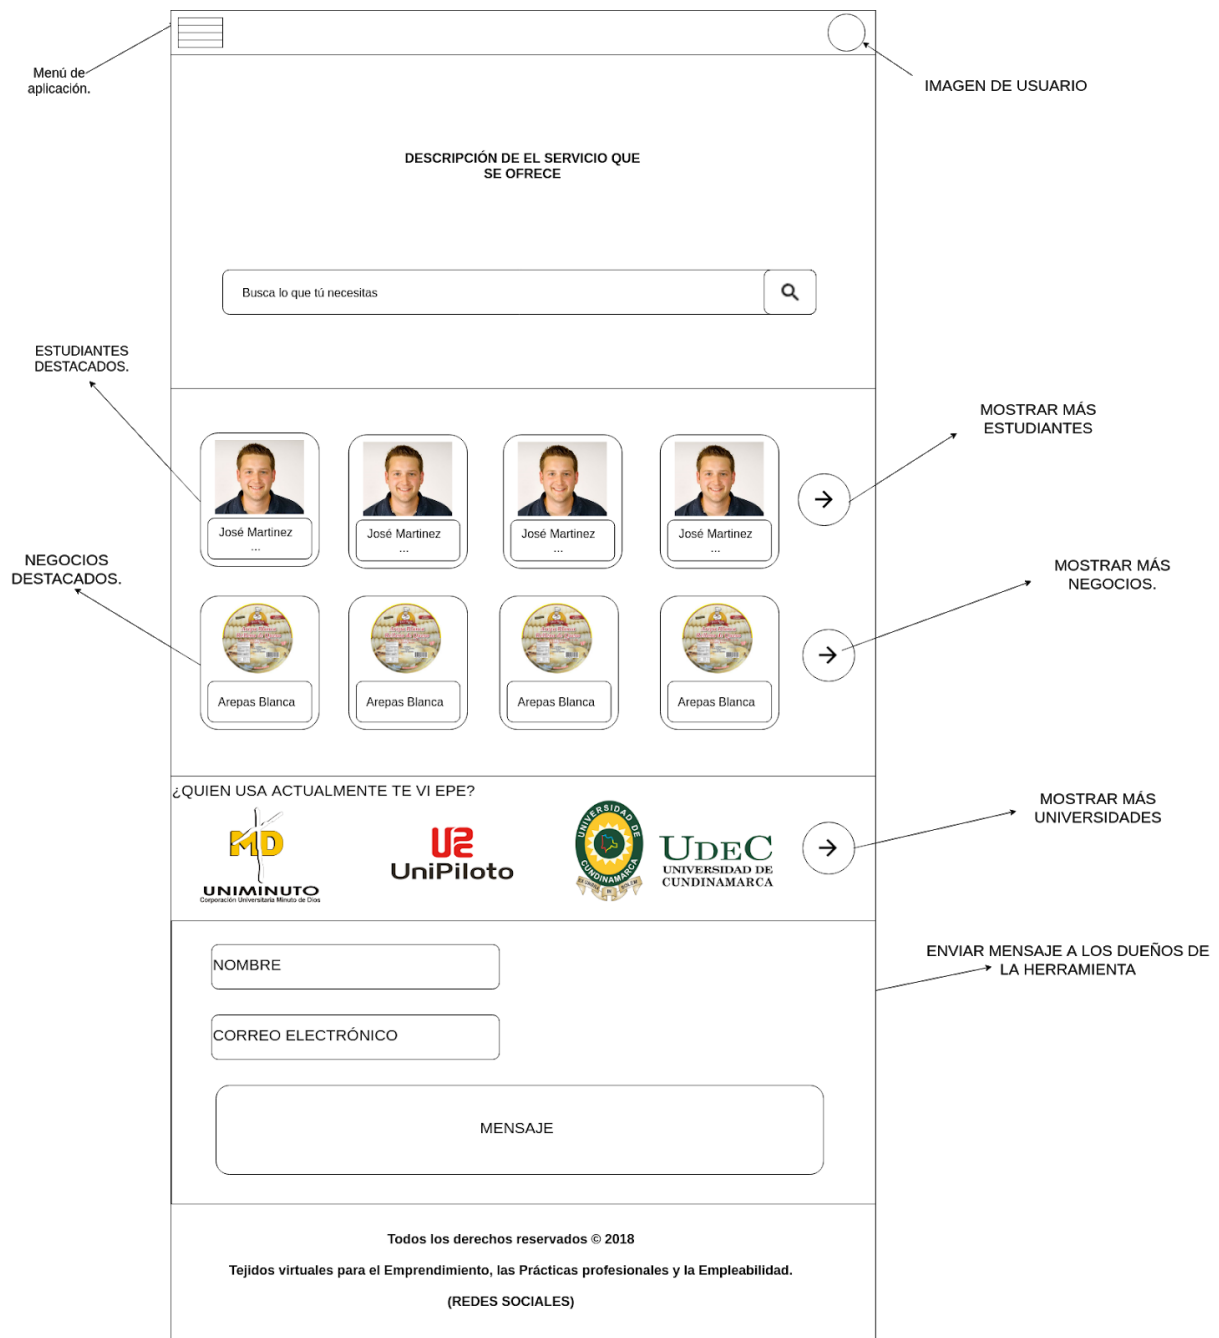 Menú de
aplicación.
IMAGEN DE USUARIO
DESCRIPCIÓN DE EL SERVICIO QUE
SE OFRECE
Busca lo que tú necesitas
ESTUDIANTES
DESTACADOS.
MOSTRAR MÁS
ESTUDIANTES
José Martinez
...
José Martinez
...
José Martinez
...
José Martinez
...
NEGOCIOS
DESTACADOS.
MOSTRAR MÁS
NEGOCIOS.
Arepas Blanca
Arepas Blanca
Arepas Blanca
Arepas Blanca
¿QUIEN USA ACTUALMENTE TE VI EPE?
MOSTRAR MÁS
UNIVERSIDADES
MD
UNIMINUTO
Corporación Universitaria Minuto de Dios
UniPiloto
UNIVERSIDAD DE
CUNDINAMARCA
UDEC
UNIVERSIDAD DE
CUNDINAMARCA
ENVIAR MENSAJE A LOS DUEÑOS DE
LA HERRAMIENTA
NOMBRE
CORREO ELECTRÓNICO
MENSAJE
Todos los derechos reservados © 2018
Tejidos virtuales para el Emprendimiento, las Prácticas profesionales y la Empleabilidad.
(REDES SOCIALES)